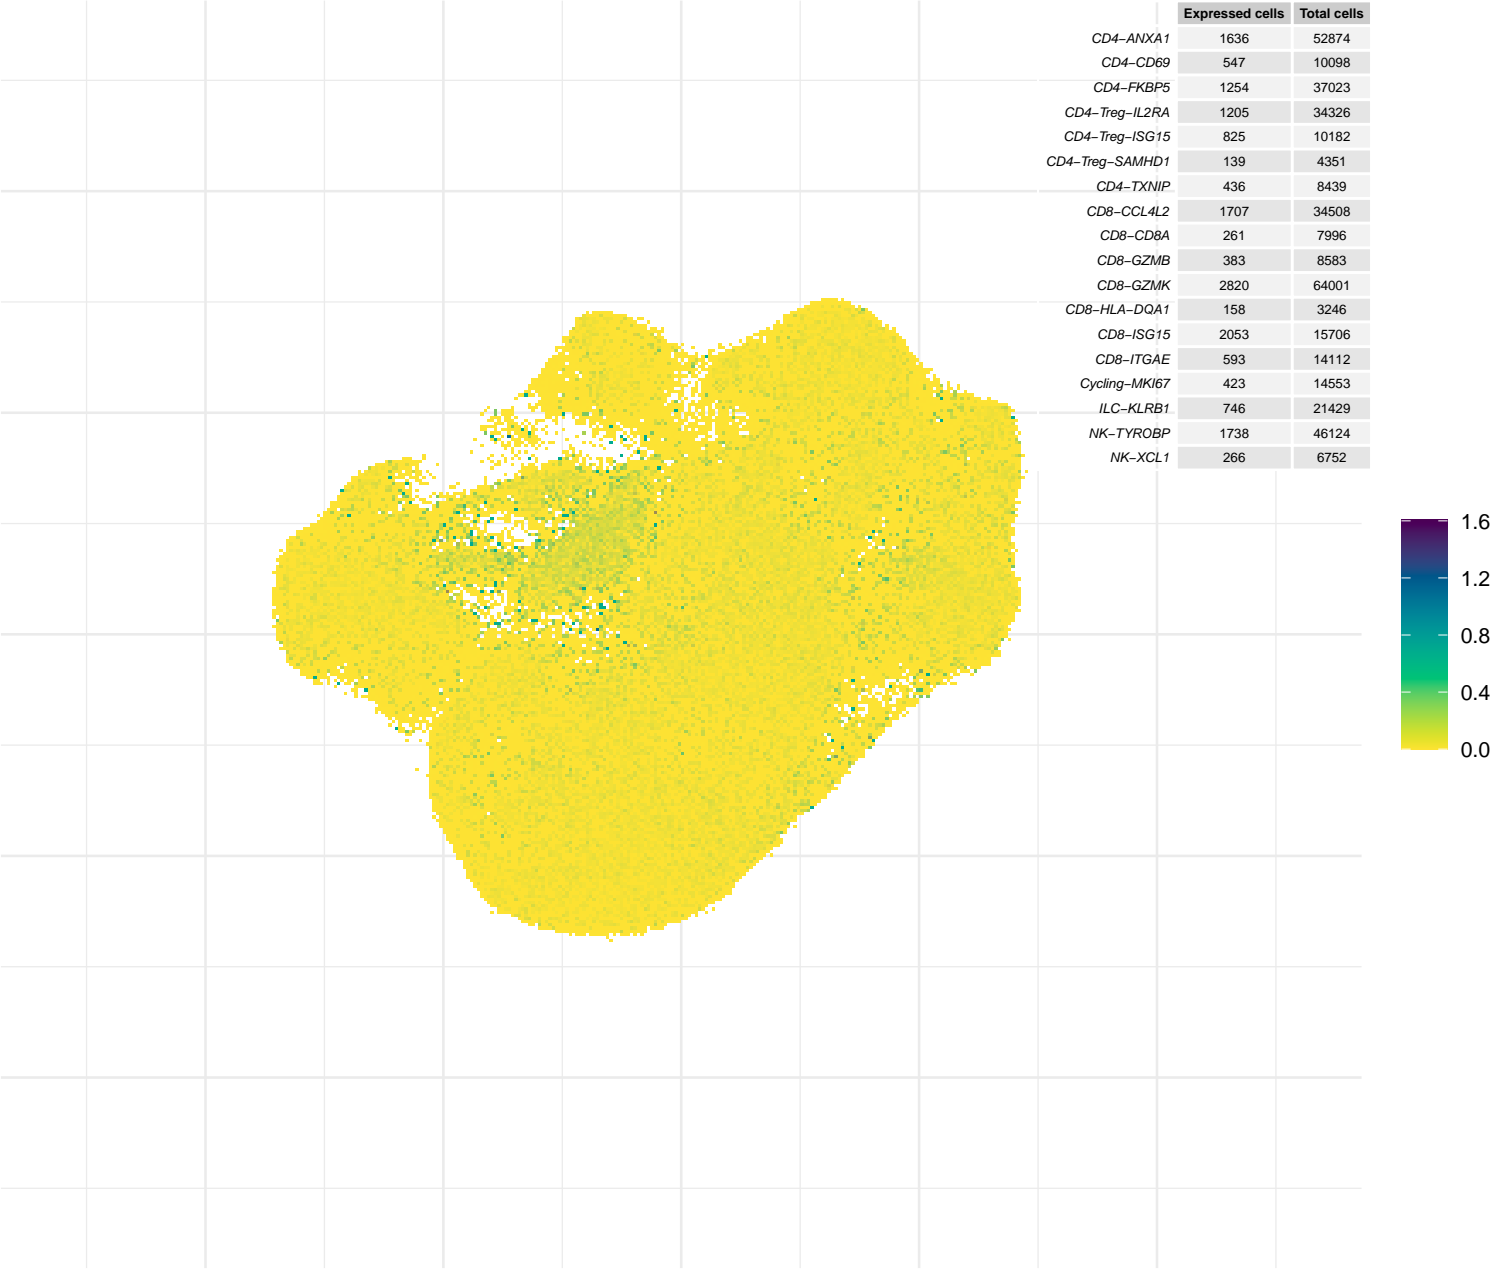 Expressed cells Total cells
CD4−ANXA1 1636 52874
CD4−CD69 547 10098
CD4−FKBP5 1254 37023
CD4−Treg−IL2RA 1205 34326
CD4−Treg−ISG15 825 10182
CD4−Treg−SAMHD1 139 4351
CD4−TXNIP 436 8439
CD8−CCL4L2 1707 34508
CD8−CD8A 261 7996
CD8−GZMB 383 8583
CD8−GZMK 2820 64001
CD8−HLA−DQA1 158 3246
CD8−ISG15 2053 15706
CD8−ITGAE 593 14112
Cycling−MKI67 423 14553
ILC−KLRB1 746 21429
NK−TYROBP 1738 46124
NK−XCL1 266 6752
1.6
1.2
0.8
0.4
0.0